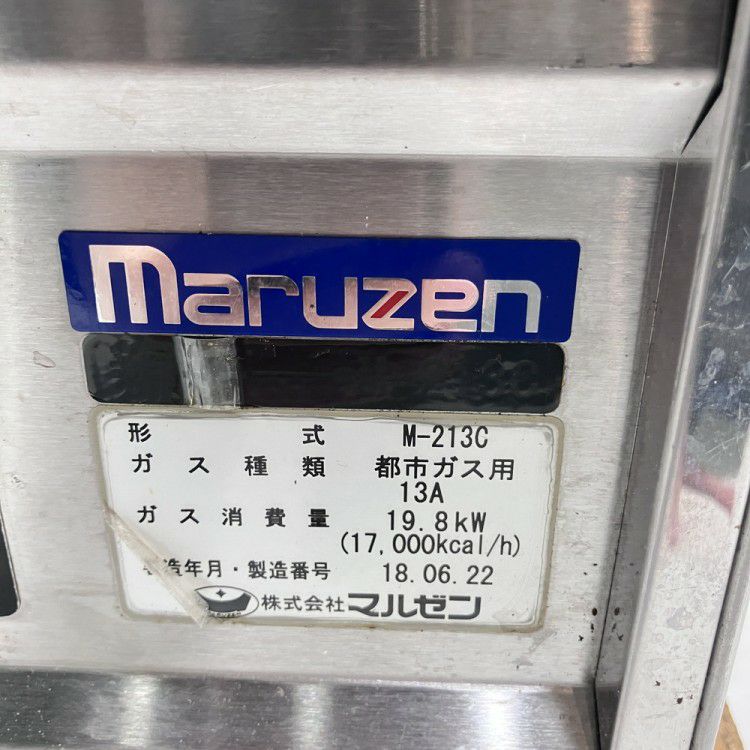 maruzen
形 式 M-213C
ガス種類 都市ガス用
13A
ガス消費量 19.8kW
(17,000kcal/h)
造年月・製造番号 18.06.22
株式会社マルゼン